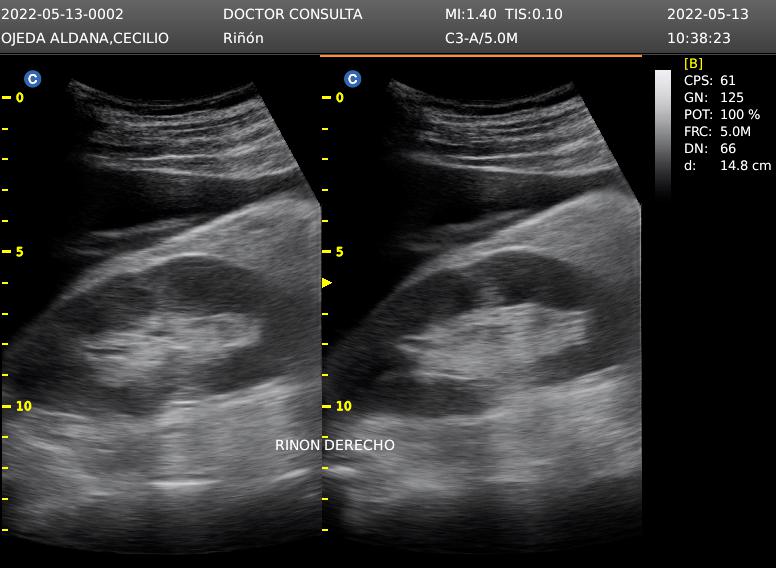 2022-05-13-0002 DOCTOR CONSULTA MI:1.40 TIS:0.10 2022-05-13
OJEDA ALDANA,CECILIO Riñón C3-A/5.0M 10:38:23
C
0
5
10
C
0
5
10
RINON DERECHO
[B]
CPS: 61
GN: 125
POT: 100 %
FRC: 5.0M
DN: 66
d: 14.8 cm